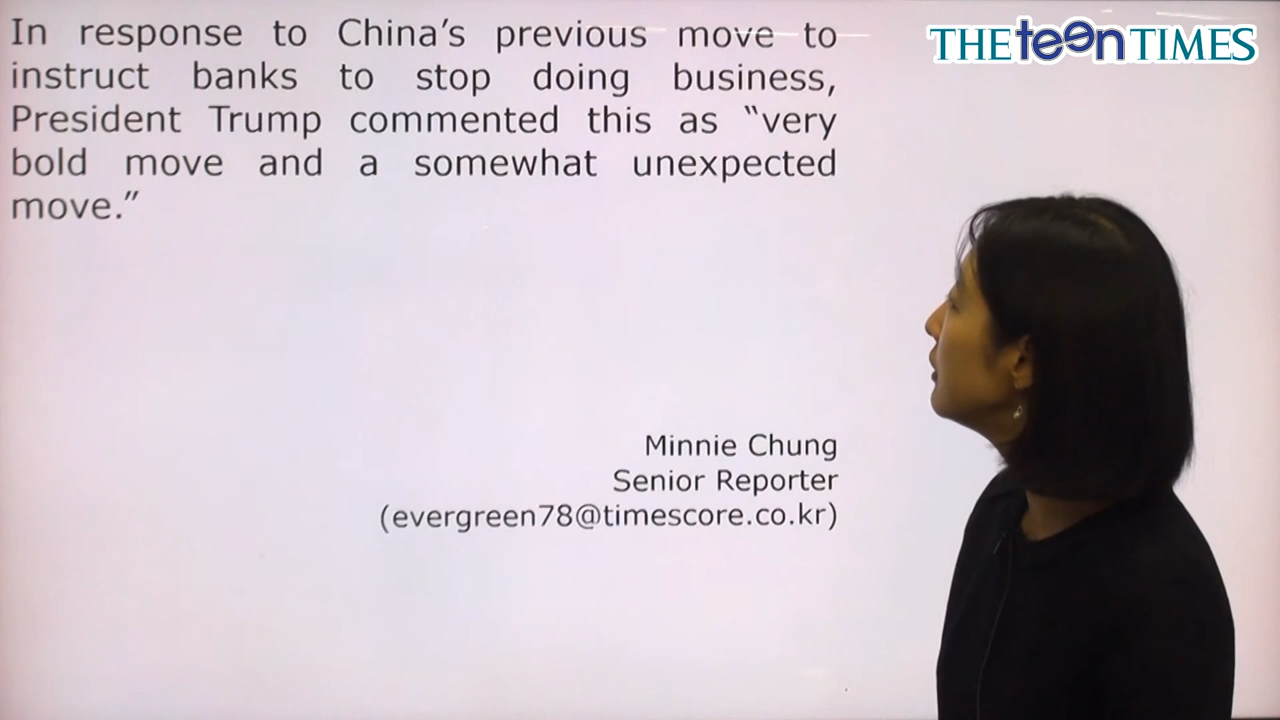 THE teen TIMES
In response to China's previous move to
instruct banks to stop doing business,
President Trump commented this as “very
bold move and a somewhat unexpected
move.”
Minnie Chung
Senior Reporter
(evergreen78@timescore.co.kr)